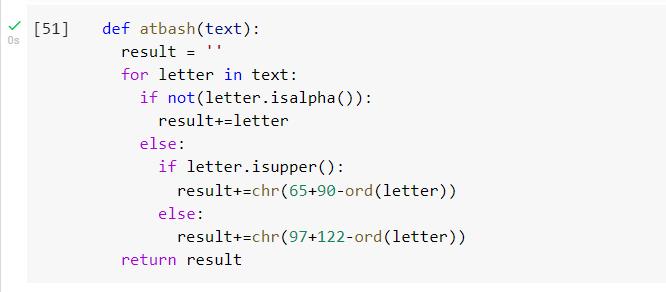 [51] def atbash(text):
  result = ''
  for letter in text:
    if not(letter.isalpha()):
      result+=letter
    else:
      if letter.isupper():
        result+=chr(65+90-ord(letter))
      else:
        result+=chr(97+122-ord(letter))
  return result
0s